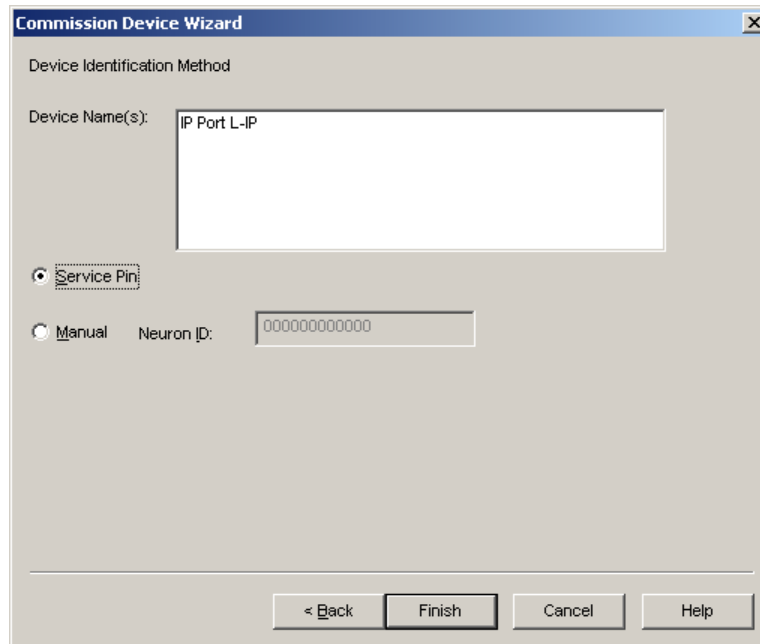 Commission Device Wizard
Device Identification Method
Device Name(s):
IP Port L-IP
Service Pin
Manual Neuron ID: 000000000000
< Back Finish Cancel Help